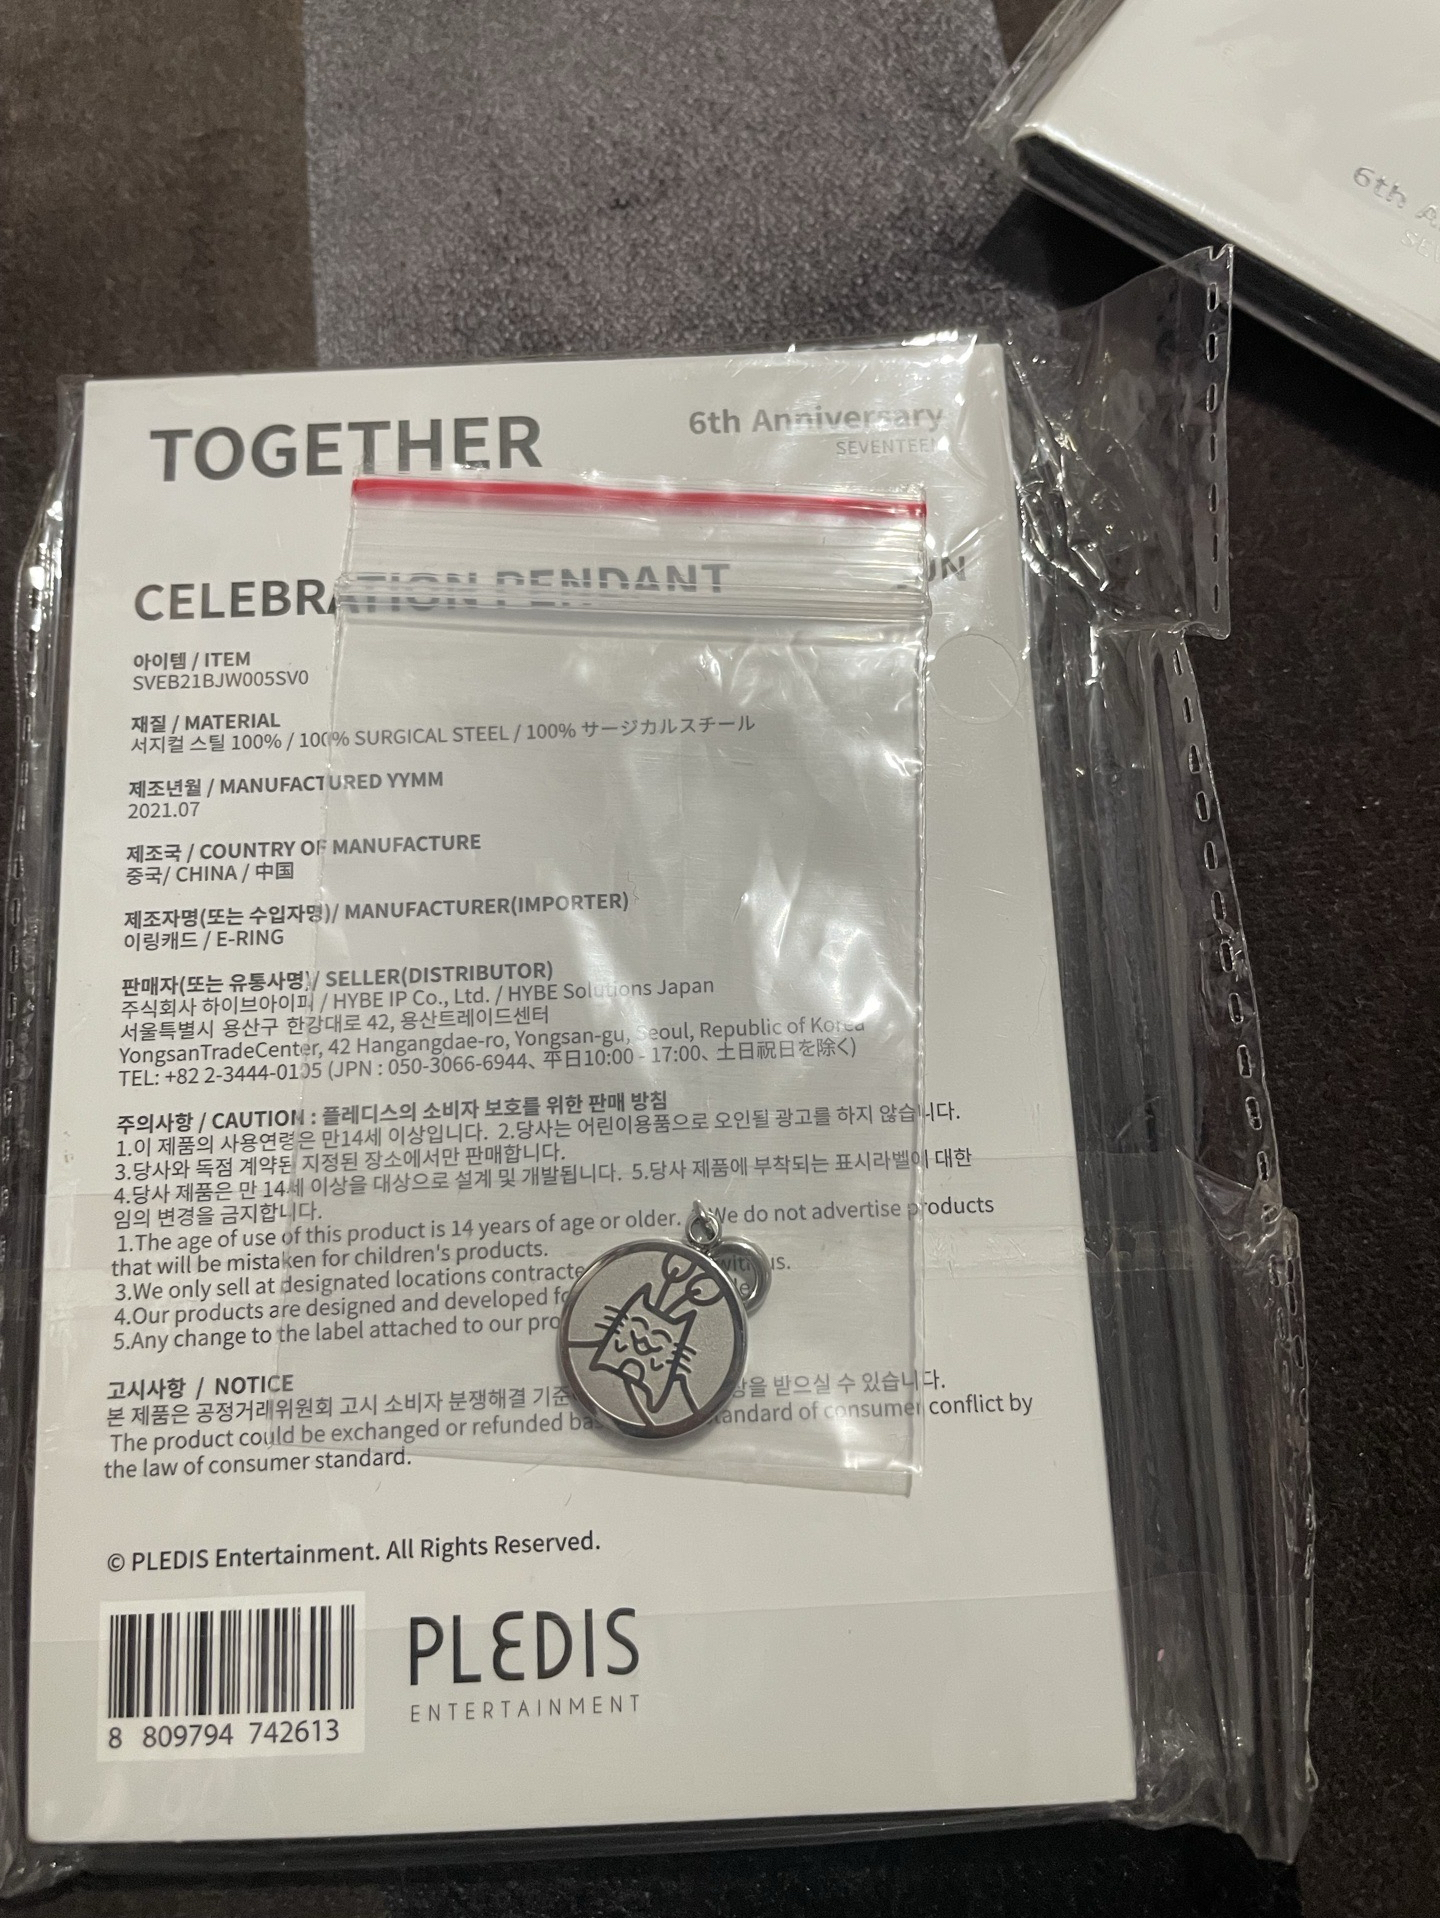 6th
TOGETHER
6th Anniversary
SEVENTEEN
CELEBRATION PENDANT
JUN
아이템 / ITEM
SVEB21BJW005SV0
재질 / MATERIAL
서지컬 스틸 100% / 100% SURGICAL STEEL / 100% サージカルスチール
제조년월 / MANUFACTURED YYMM
2021.07
제조국 / COUNTRY OF MANUFACTURE
중국/ CHINA / 中国
제조자명(또는 수입자명)/ MANUFACTURER(IMPORTER)
이링캐드 / E-RING
판매자(또는 유통사명)/ SELLER(DISTRIBUTOR)
주식회사 하이브아이피 / HYBE IP Co., Ltd. / HYBE Solutions Japan
서울특별시 용산구 한강대로 42, 용산트레이드센터
YongsanTradeCenter, 42 Hangangdae-ro, Yongsan-gu, Seoul, Republic of Korea
TEL: +82 2-3444-0105 (JPN : 050-3066-6944、平日10:00 - 17:00、土日祝日を除く)
주의사항 / CAUTION : 플레디스의 소비자 보호를 위한 판매 방침
1.이 제품의 사용연령은 만14세 이상입니다. 2.당사는 어린이용품으로 오인될 광고를 하지 않습니다.
3.당사와 독점 계약된 지정된 장소에서만 판매합니다.
4.당사 제품은 만 14세 이상을 대상으로 설계 및 개발됩니다. 5.당사 제품에 부착되는 표시라벨에 대한
임의 변경을 금지합니다.
1.The age of use of this product is 14 years of age or older. We do not advertise products
that will be mistaken for children's products.
3.We only sell at designated locations with us.
4.Our products are designed and developed
5.Any change to the label attached to our
고시사항 / NOTICE
본 제품은 공정거래위원회 고시 소비자 분쟁해결 받으실 수 있습니다.
The product could be exchanged or refunded standard of consumer conflict by
the law of consumer standard.
© PLEDIS Entertainment. All Rights Reserved.
8 809794 742613
PLEDIS
ENTERTAINMENT